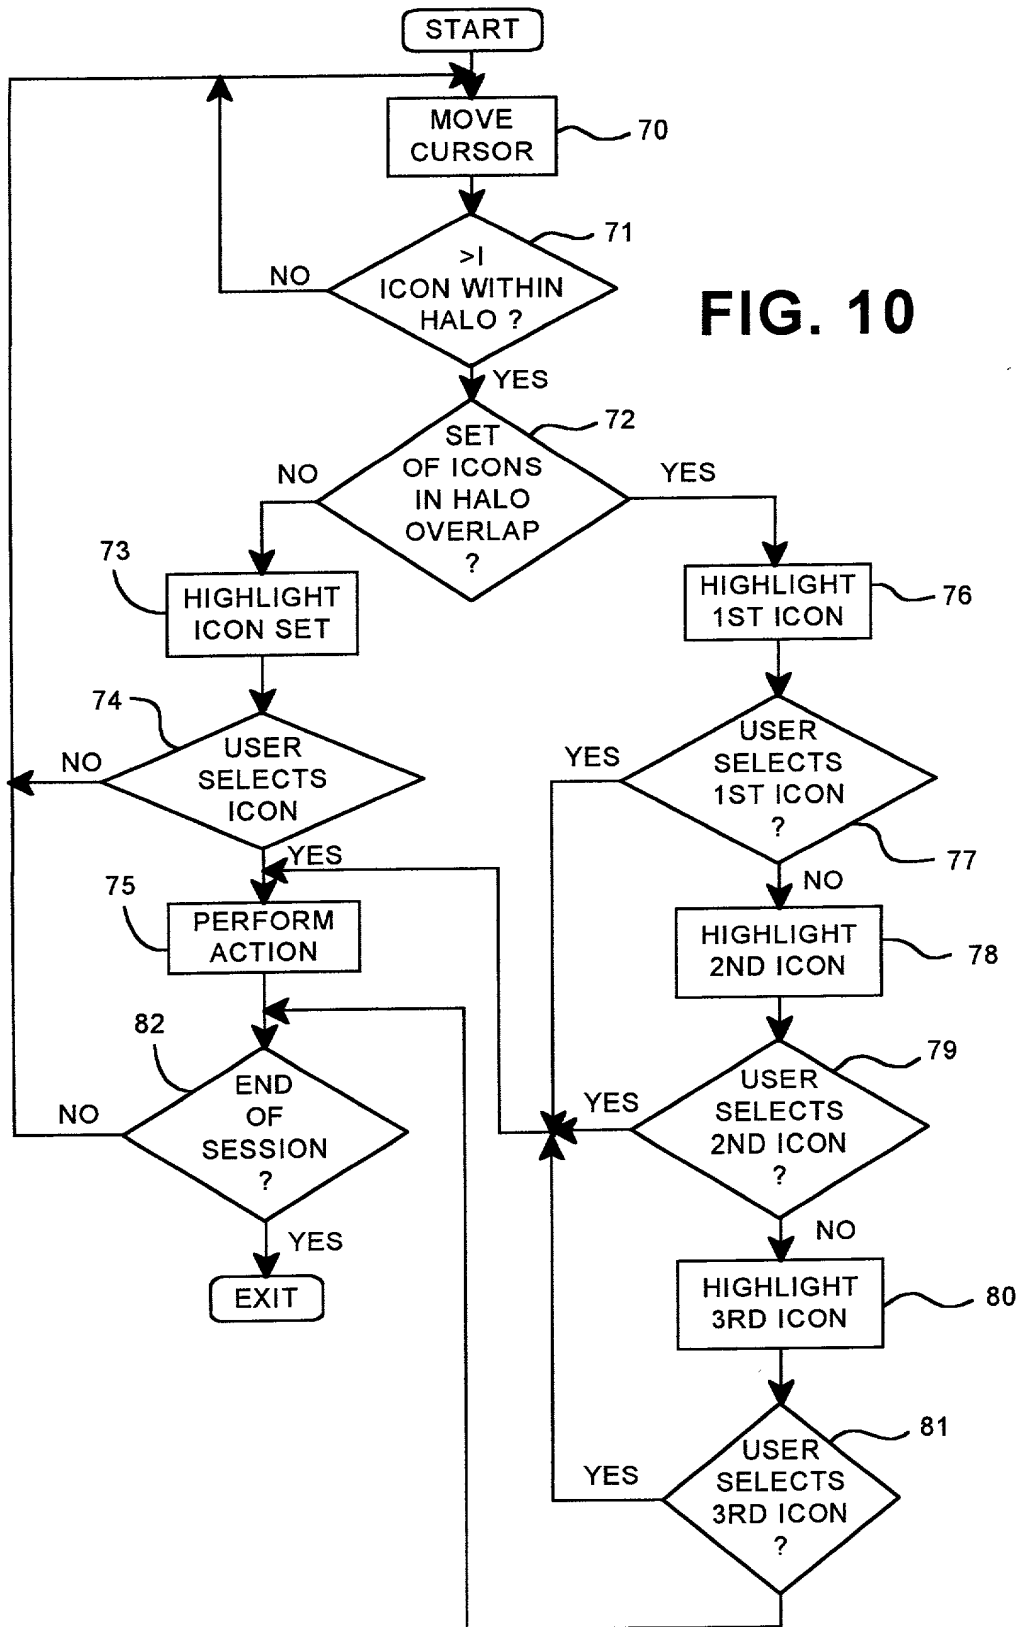 START
MOVE
CURSOR
70
71
>I
ICON WITHIN
HALO ?
NO
FIG. 10
YES
72
SET
OF ICONS
IN HALO
OVERLAP
?
NO
YES
73
HIGHLIGHT
ICON SET
HIGHLIGHT
1ST ICON
76
74
USER
SELECTS
ICON
NO
YES
USER
SELECTS
1ST ICON
?
YES
77
NO
75
PERFORM
ACTION
HIGHLIGHT
2ND ICON
78
82
END
OF
SESSION
?
NO
YES
EXIT
79
USER
SELECTS
2ND ICON
?
YES
NO
HIGHLIGHT
3RD ICON
80
81
USER
SELECTS
3RD ICON
?
YES